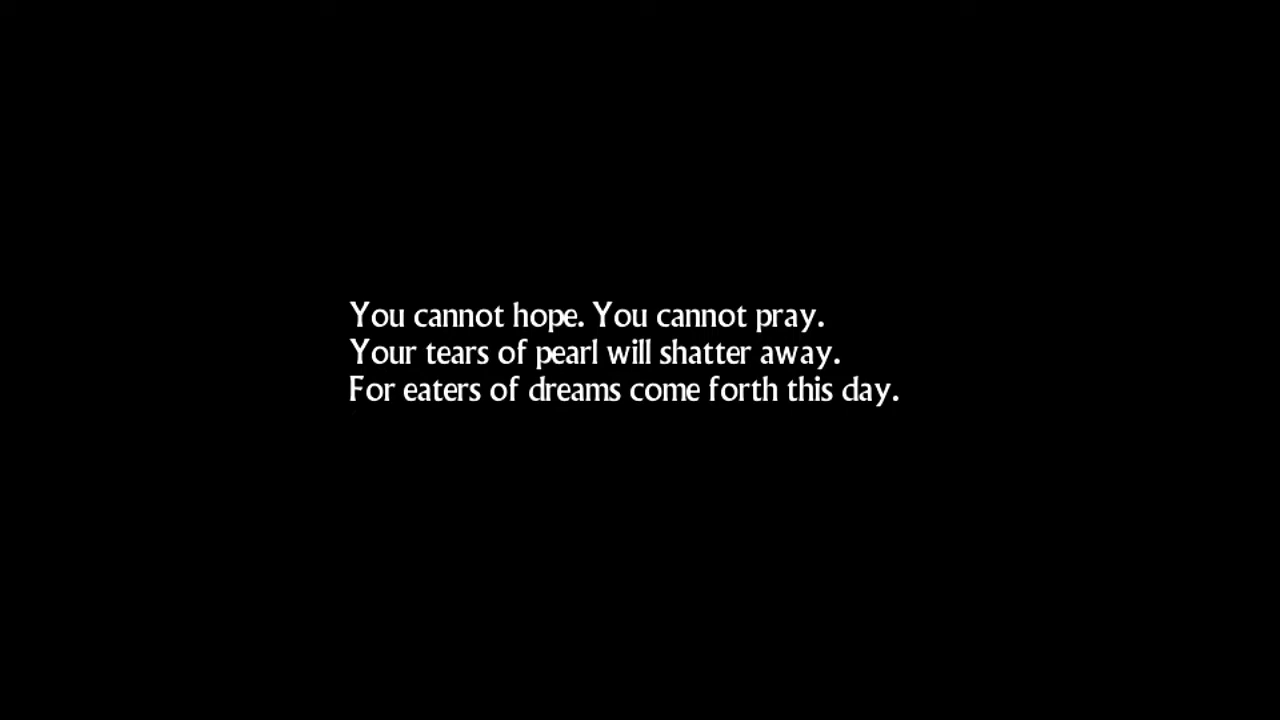 You cannot hope. You cannot pray.
Your tears of pearl will shatter away.
For eaters of dreams come forth this day.